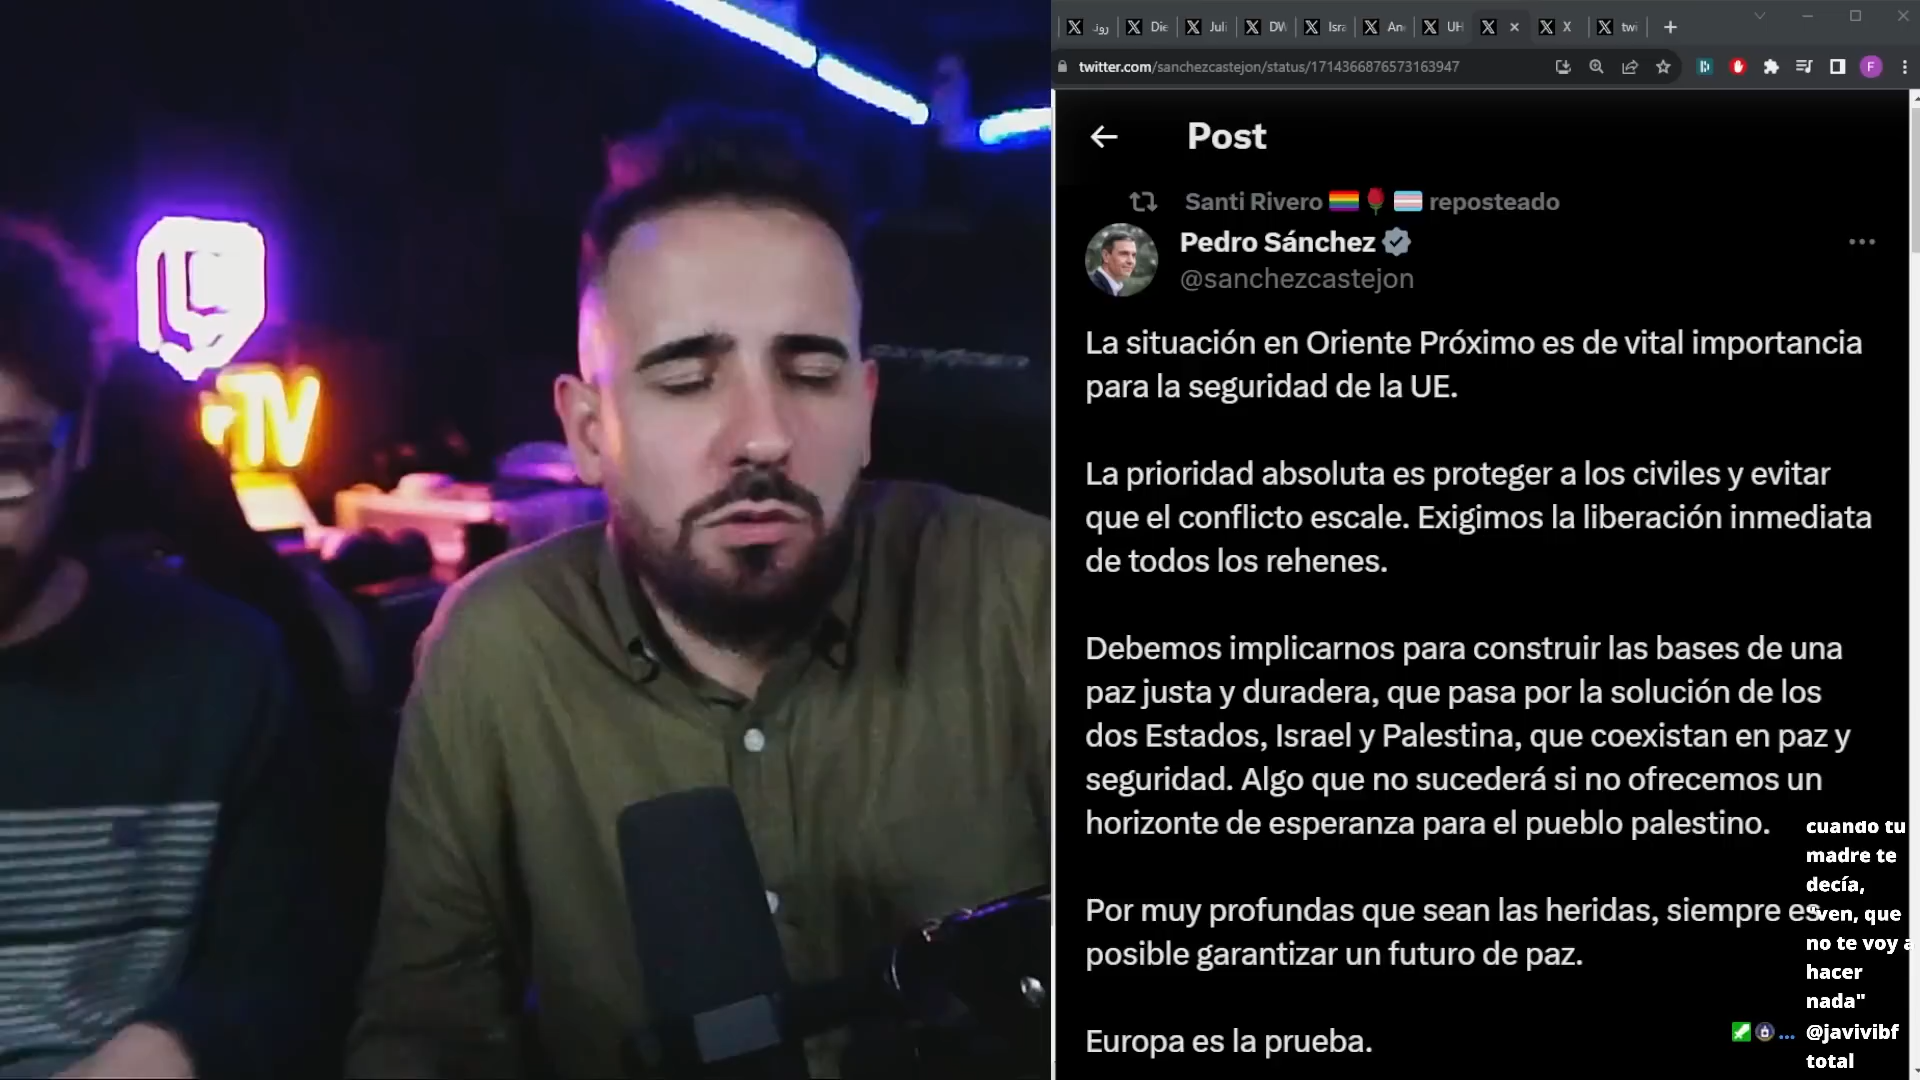 TV
Die
Juli
DW
Isra
UH
X
twi
twitter.com/sanchezcastejon/status/1714366876573163947
F
Post
Santi Rivero 🏳️‍🌈🌹🏳️‍⚧️ reposteado
Pedro Sánchez
@sanchezcastejon
La situación en Oriente Próximo es de vital importancia
para la seguridad de la UE.
La prioridad absoluta es proteger a los civiles y evitar
que el conflicto escale. Exigimos la liberación inmediata
de todos los rehenes.
Debemos implicarnos para construir las bases de una
paz justa y duradera, que pasa por la solución de los
dos Estados, Israel y Palestina, que coexistan en paz y
seguridad. Algo que no sucederá si no ofrecemos un
horizonte de esperanza para el pueblo palestino.
Por muy profundas que sean las heridas, siempre es
posible garantizar un futuro de paz.
Europa es la prueba.
cuando tu
madre te
decía,
"ven, que
no te voy a
hacer
nada"
@javivibf
total